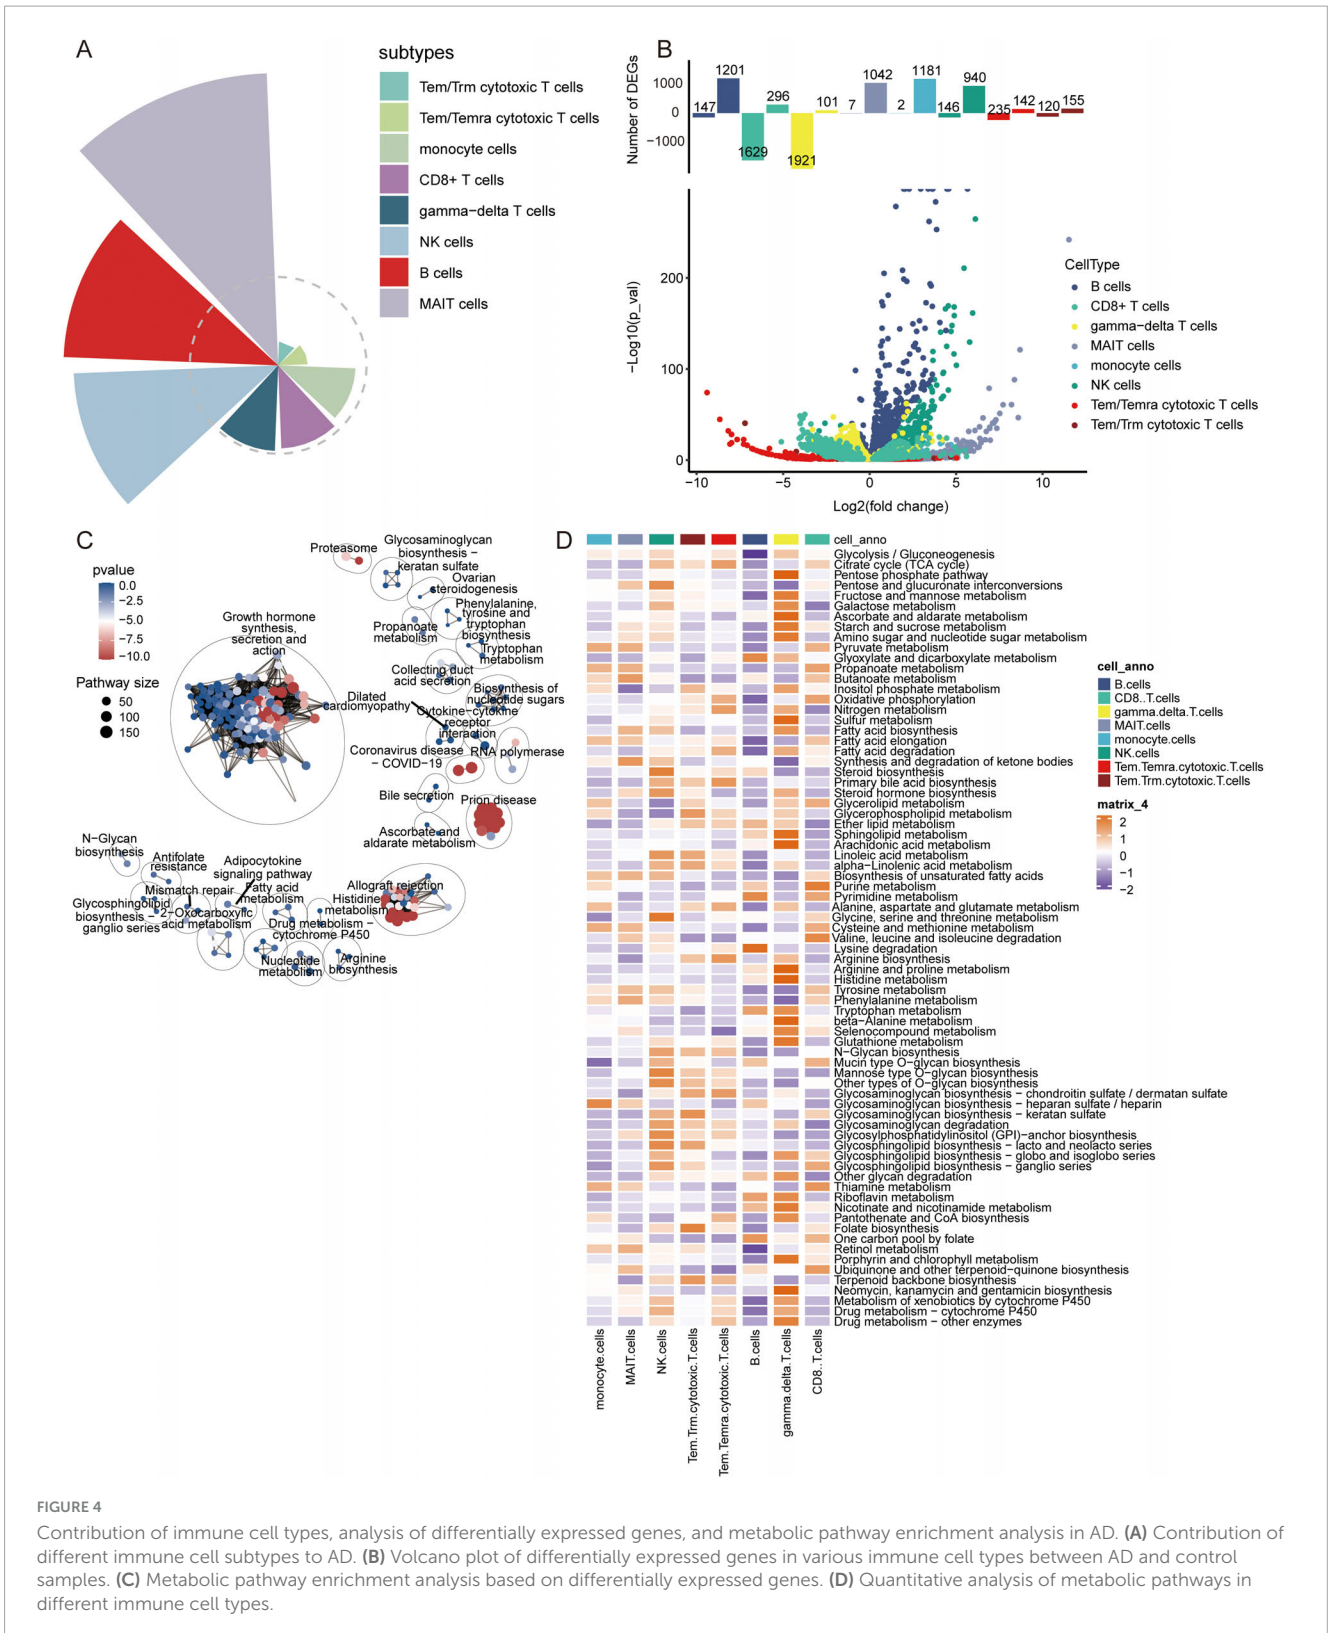 A
subtypes
Tem/Trm cytotoxic T cells
Tem/Temra cytotoxic T cells
monocyte cells
CD8+ T cells
gamma−delta T cells
NK cells
B cells
MAIT cells
B
Number of DEGs
1000
0
−1000
147
1201
1629
296
1921
101
7
1042
2
1181
146
940
235
142
120
155
−Log10(p_val)
200
100
0
−10
−5
0
5
10
Log2(fold change)
CellType
B cells
CD8+ T cells
gamma−delta T cells
MAIT cells
monocyte cells
NK cells
Tem/Temra cytotoxic T cells
Tem/Trm cytotoxic T cells
C
pvalue
0.0
−2.5
−5.0
−7.5
−10.0
Pathway size
50
100
150
Growth hormone
synthesis,
secretion and
action
Proteasome
Glycosaminoglycan
biosynthesis −
keratan sulfate
Ovarian
steroidogenesis
Phenylalanine,
tyrosine and
tryptophan
biosynthesis
Propanoate
metabolism
Tryptophan
metabolism
Collecting duct
acid secretion
Biosynthesis of
nucleotide sugars
Dilated
cardiomyopathy
Cytokine−cytokine
receptor
interaction
Coronavirus disease
− COVID−19
RNA polymerase
Bile secretion
Prion disease
Ascorbate and
aldarate metabolism
N−Glycan
biosynthesis
Antifolate
resistance
Adipocytokine
signaling pathway
Mismatch repair
Fatty acid
metabolism
Glycosphingolipid
biosynthesis −
ganglio series
2−Oxocarboxylic
acid metabolism
Allograft rejection
Histidine
metabolism
Drug metabolism −
cytochrome P450
Nucleotide
metabolism
Arginine
biosynthesis
D
cell_anno
Glycolysis / Gluconeogenesis
Citrate cycle (TCA cycle)
Pentose phosphate pathway
Pentose and glucuronate interconversions
Fructose and mannose metabolism
Galactose metabolism
Ascorbate and aldarate metabolism
Starch and sucrose metabolism
Amino sugar and nucleotide sugar metabolism
Pyruvate metabolism
Glyoxylate and dicarboxylate metabolism
Propanoate metabolism
Butanoate metabolism
Inositol phosphate metabolism
Oxidative phosphorylation
Nitrogen metabolism
Sulfur metabolism
Fatty acid biosynthesis
Fatty acid elongation
Fatty acid degradation
Synthesis and degradation of ketone bodies
Steroid biosynthesis
Primary bile acid biosynthesis
Steroid hormone biosynthesis
Glycerolipid metabolism
Glycerophospholipid metabolism
Ether lipid metabolism
Sphingolipid metabolism
Arachidonic acid metabolism
Linoleic acid metabolism
alpha−Linolenic acid metabolism
Biosynthesis of unsaturated fatty acids
Purine metabolism
Pyrimidine metabolism
Alanine, aspartate and glutamate metabolism
Glycine, serine and threonine metabolism
Cysteine and methionine metabolism
Valine, leucine and isoleucine degradation
Lysine degradation
Arginine biosynthesis
Arginine and proline metabolism
Histidine metabolism
Tyrosine metabolism
Phenylalanine metabolism
Tryptophan metabolism
beta−Alanine metabolism
Selenocompound metabolism
Glutathione metabolism
N−Glycan biosynthesis
Mucin type O−glycan biosynthesis
Mannose type O−glycan biosynthesis
Other types of O−glycan biosynthesis
Glycosaminoglycan biosynthesis − chondroitin sulfate / dermatan sulfate
Glycosaminoglycan biosynthesis − heparan sulfate / heparin
Glycosaminoglycan biosynthesis − keratan sulfate
Glycosaminoglycan degradation
Glycosylphosphatidylinositol (GPI)−anchor biosynthesis
Glycosphingolipid biosynthesis − lacto and neolacto series
Glycosphingolipid biosynthesis − globo and isoglobo series
Glycosphingolipid biosynthesis − ganglio series
Other glycan degradation
Thiamine metabolism
Riboflavin metabolism
Nicotinate and nicotinamide metabolism
Pantothenate and CoA biosynthesis
Folate biosynthesis
One carbon pool by folate
Retinol metabolism
Porphyrin and chlorophyll metabolism
Ubiquinone and other terpenoid−quinone biosynthesis
Terpenoid backbone biosynthesis
Neomycin, kanamycin and gentamicin biosynthesis
Metabolism of xenobiotics by cytochrome P450
Drug metabolism − cytochrome P450
Drug metabolism − other enzymes
monocyte.cells
MAIT.cells
NK.cells
Tem.Trm.cytotoxic.T.cells
Tem.Temra.cytotoxic.T.cells
B.cells
gamma.delta.T.cells
CD8..T.cells
cell_anno
B.cells
CD8..T.cells
gamma.delta.T.cells
MAIT.cells
monocyte.cells
NK.cells
Tem.Temra.cytotoxic.T.cells
Tem.Trm.cytotoxic.T.cells
matrix_4
2
1
0
−1
−2
FIGURE 4
Contribution of immune cell types, analysis of differentially expressed genes, and metabolic pathway enrichment analysis in AD. (A) Contribution of
different immune cell subtypes to AD. (B) Volcano plot of differentially expressed genes in various immune cell types between AD and control
samples. (C) Metabolic pathway enrichment analysis based on differentially expressed genes. (D) Quantitative analysis of metabolic pathways in
different immune cell types.